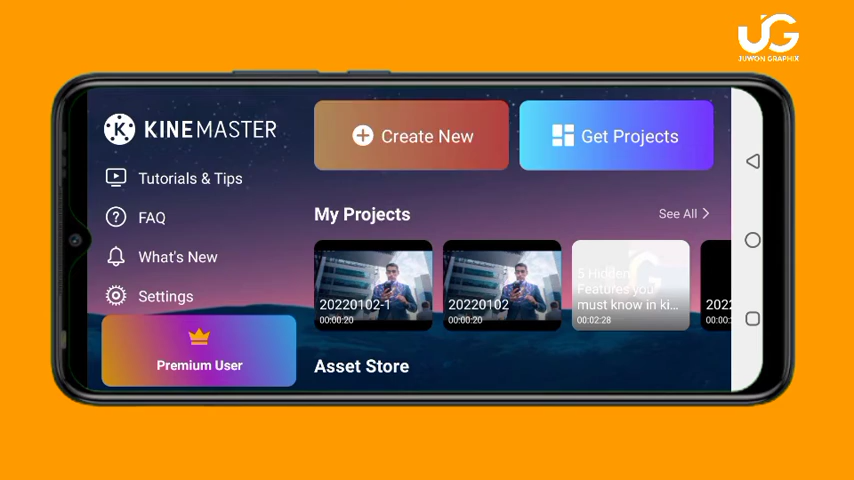 JUWON GRAPHIX
KINEMASTER
Tutorials & Tips
FAQ
What's New
Settings
Premium User
Create New
Get Projects
My Projects
See All
20220102-1
00:00:20
20220102
00:00:20
5 Hidden
Features you
must know in ki...
00:02:28
Asset Store